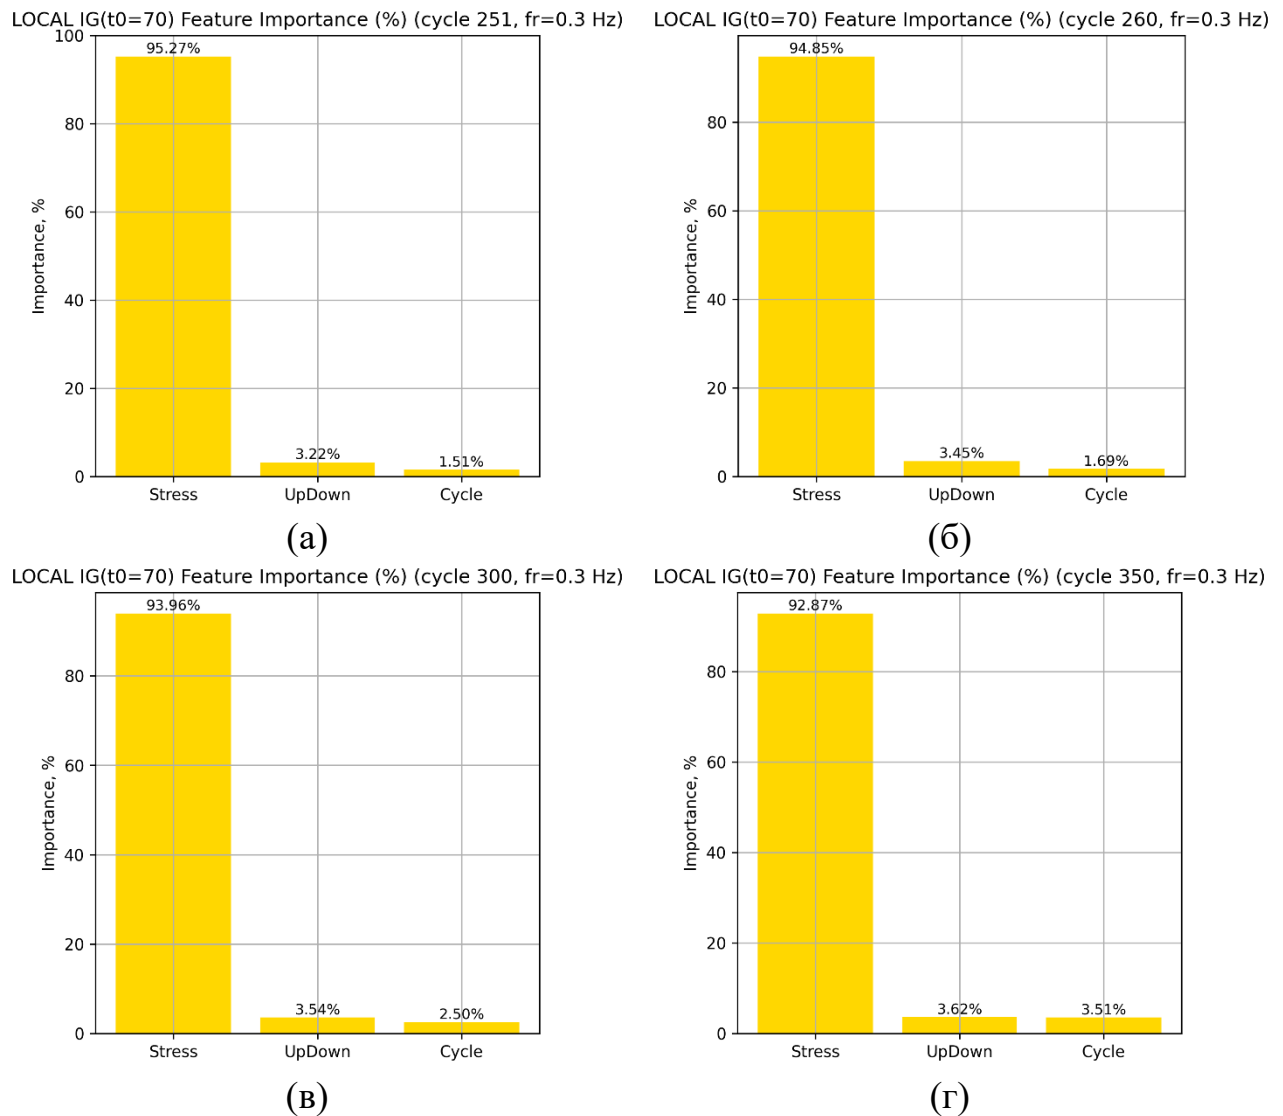 LOCAL IG(t0=70) Feature Importance (%) (cycle 251, fr=0.3 Hz)
100
95.27%
80
60
Importance, %
40
20
3.22%
1.51%
0
Stress UpDown Cycle
(а)
LOCAL IG(t0=70) Feature Importance (%) (cycle 260, fr=0.3 Hz)
94.85%
80
60
Importance, %
40
20
3.45%
1.69%
0
Stress UpDown Cycle
(б)
LOCAL IG(t0=70) Feature Importance (%) (cycle 300, fr=0.3 Hz)
93.96%
80
60
Importance, %
40
20
3.54%
2.50%
0
Stress UpDown Cycle
(в)
LOCAL IG(t0=70) Feature Importance (%) (cycle 350, fr=0.3 Hz)
92.87%
80
60
Importance, %
40
20
3.62%
3.51%
0
Stress UpDown Cycle
(г)